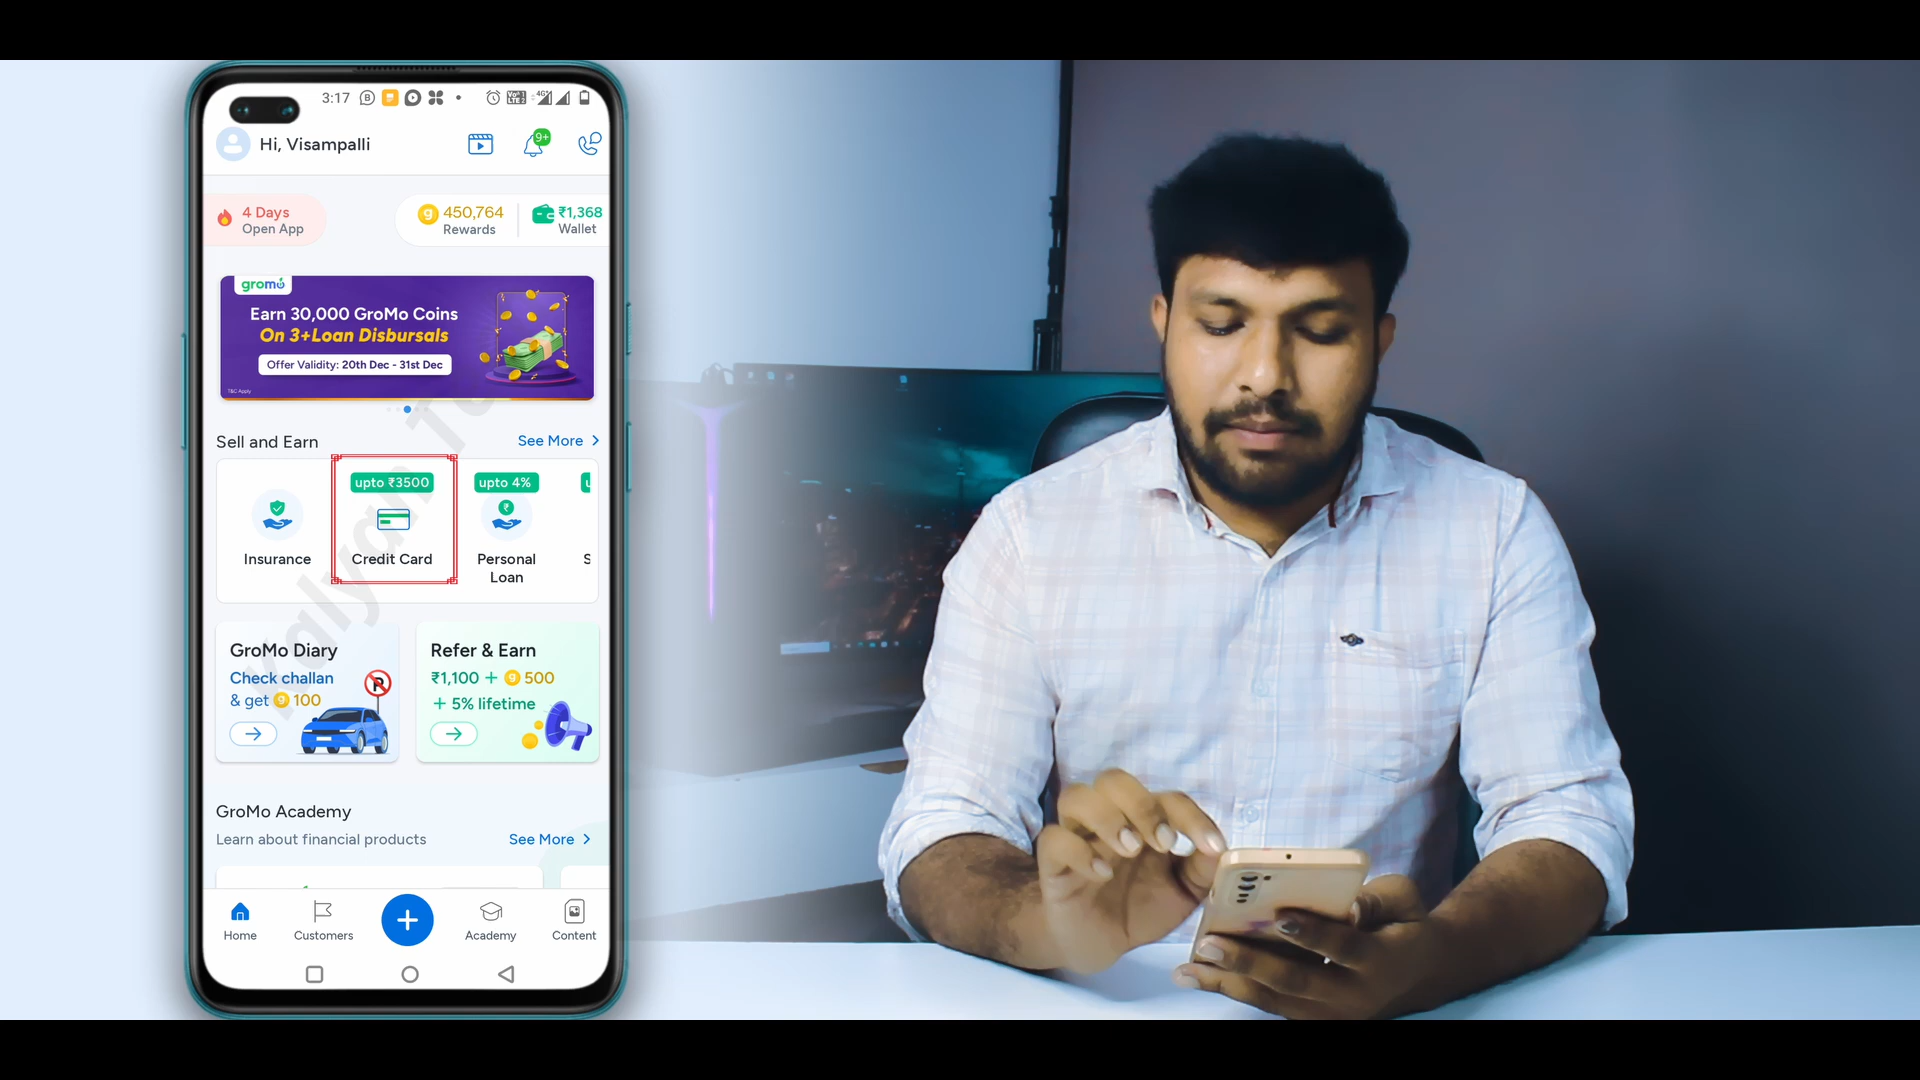 3:17
Hi, Visampalli
9+
4 Days
Open App
450,764
Rewards
₹1,368
Wallet
gromo
Earn 30,000 GroMo Coins
On 3+Loan Disbursals
Offer Validity: 20th Dec - 31st Dec
T&C Apply
Sell and Earn
See More
upto ₹3500
upto 4%
Insurance
Credit Card
Personal
Loan
S
GroMo Diary
Check challan
& get 100
Refer & Earn
₹1,100 + 500
+ 5% lifetime
GroMo Academy
Learn about financial products
See More
Home
Customers
Academy
Content